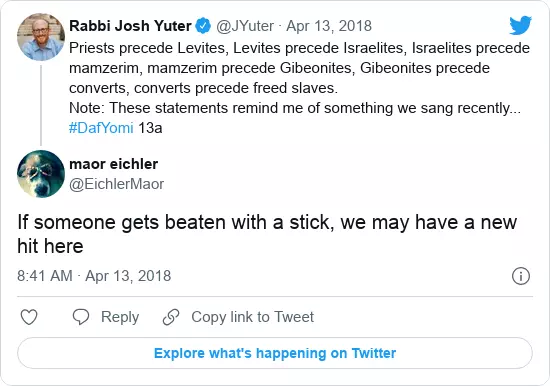 Rabbi Josh Yuter @JYuter · Apr 13, 2018
Priests precede Levites, Levites precede Israelites, Israelites precede
mamzerim, mamzerim precede Gibeonites, Gibeonites precede
converts, converts precede freed slaves.
Note: These statements remind me of something we sang recently...
#DafYomi 13a
maor eichler
@EichlerMaor
If someone gets beaten with a stick, we may have a new
hit here
8:41 AM · Apr 13, 2018
Reply Copy link to Tweet
Explore what's happening on Twitter